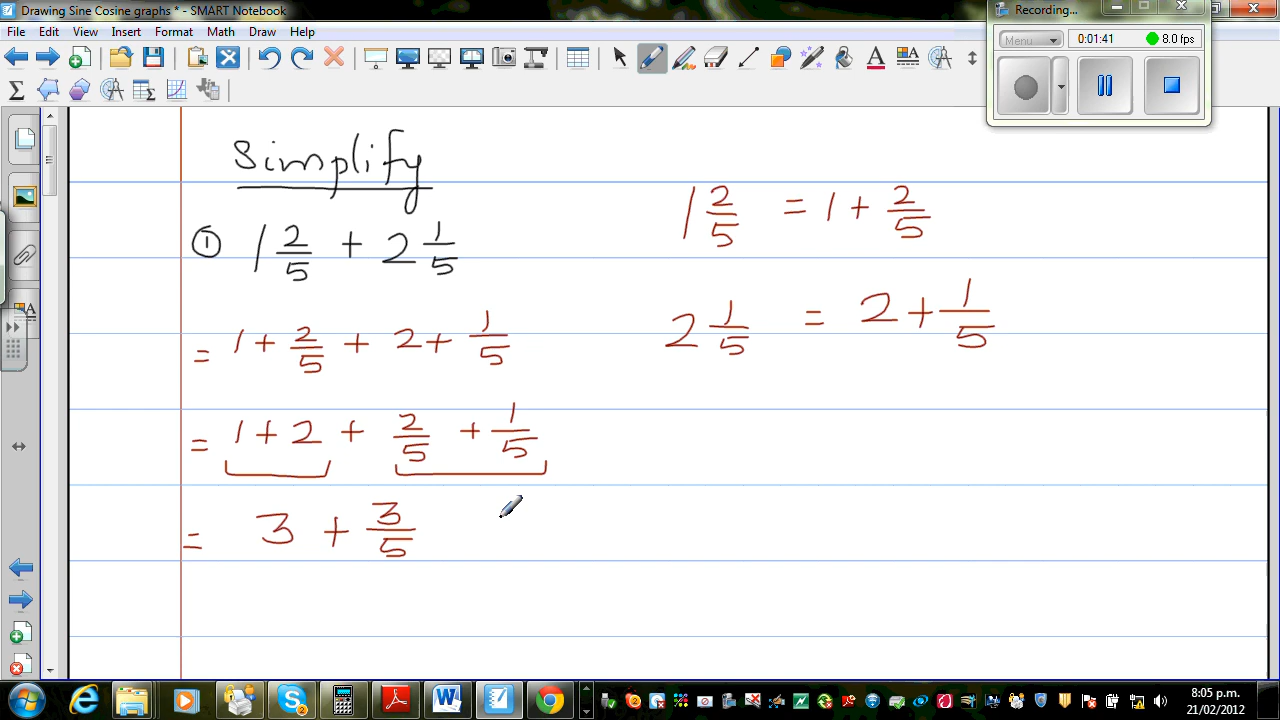 Drawing Sine Cosine graphs * - SMART Notebook
Recording...
File Edit View Insert Format Math Draw Help
Menu 0:01:41 8.0 fps
Simplify
① 1 2/5 + 2 1/5
1 2/5 = 1 + 2/5
= 1 + 2/5 + 2 + 1/5
2 1/5 = 2 + 1/5
= 1 + 2 + 2/5 + 1/5
= 3 + 3/5
8:05 p.m.
21/02/2012